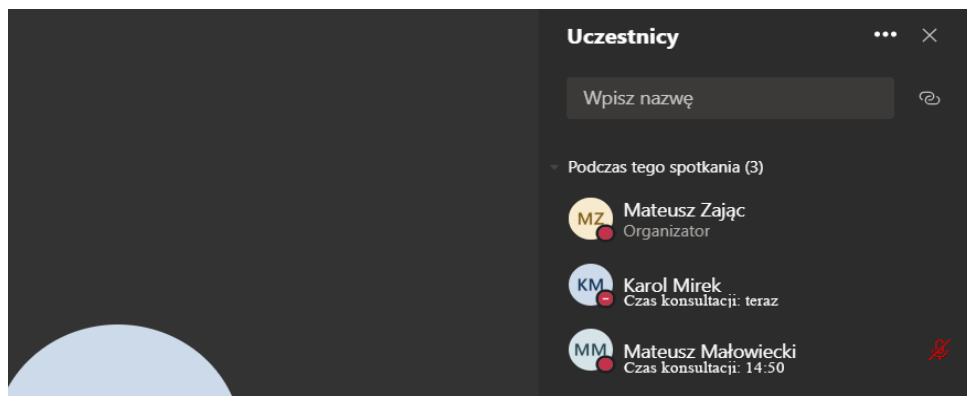 Uczestnicy
Wpisz nazwę
Podczas tego spotkania (3)
MZ
Mateusz Zając
Organizator
KM
Karol Mirek
Czas konsultacji: teraz
MM
Mateusz Małowiecki
Czas konsultacji: 14:50